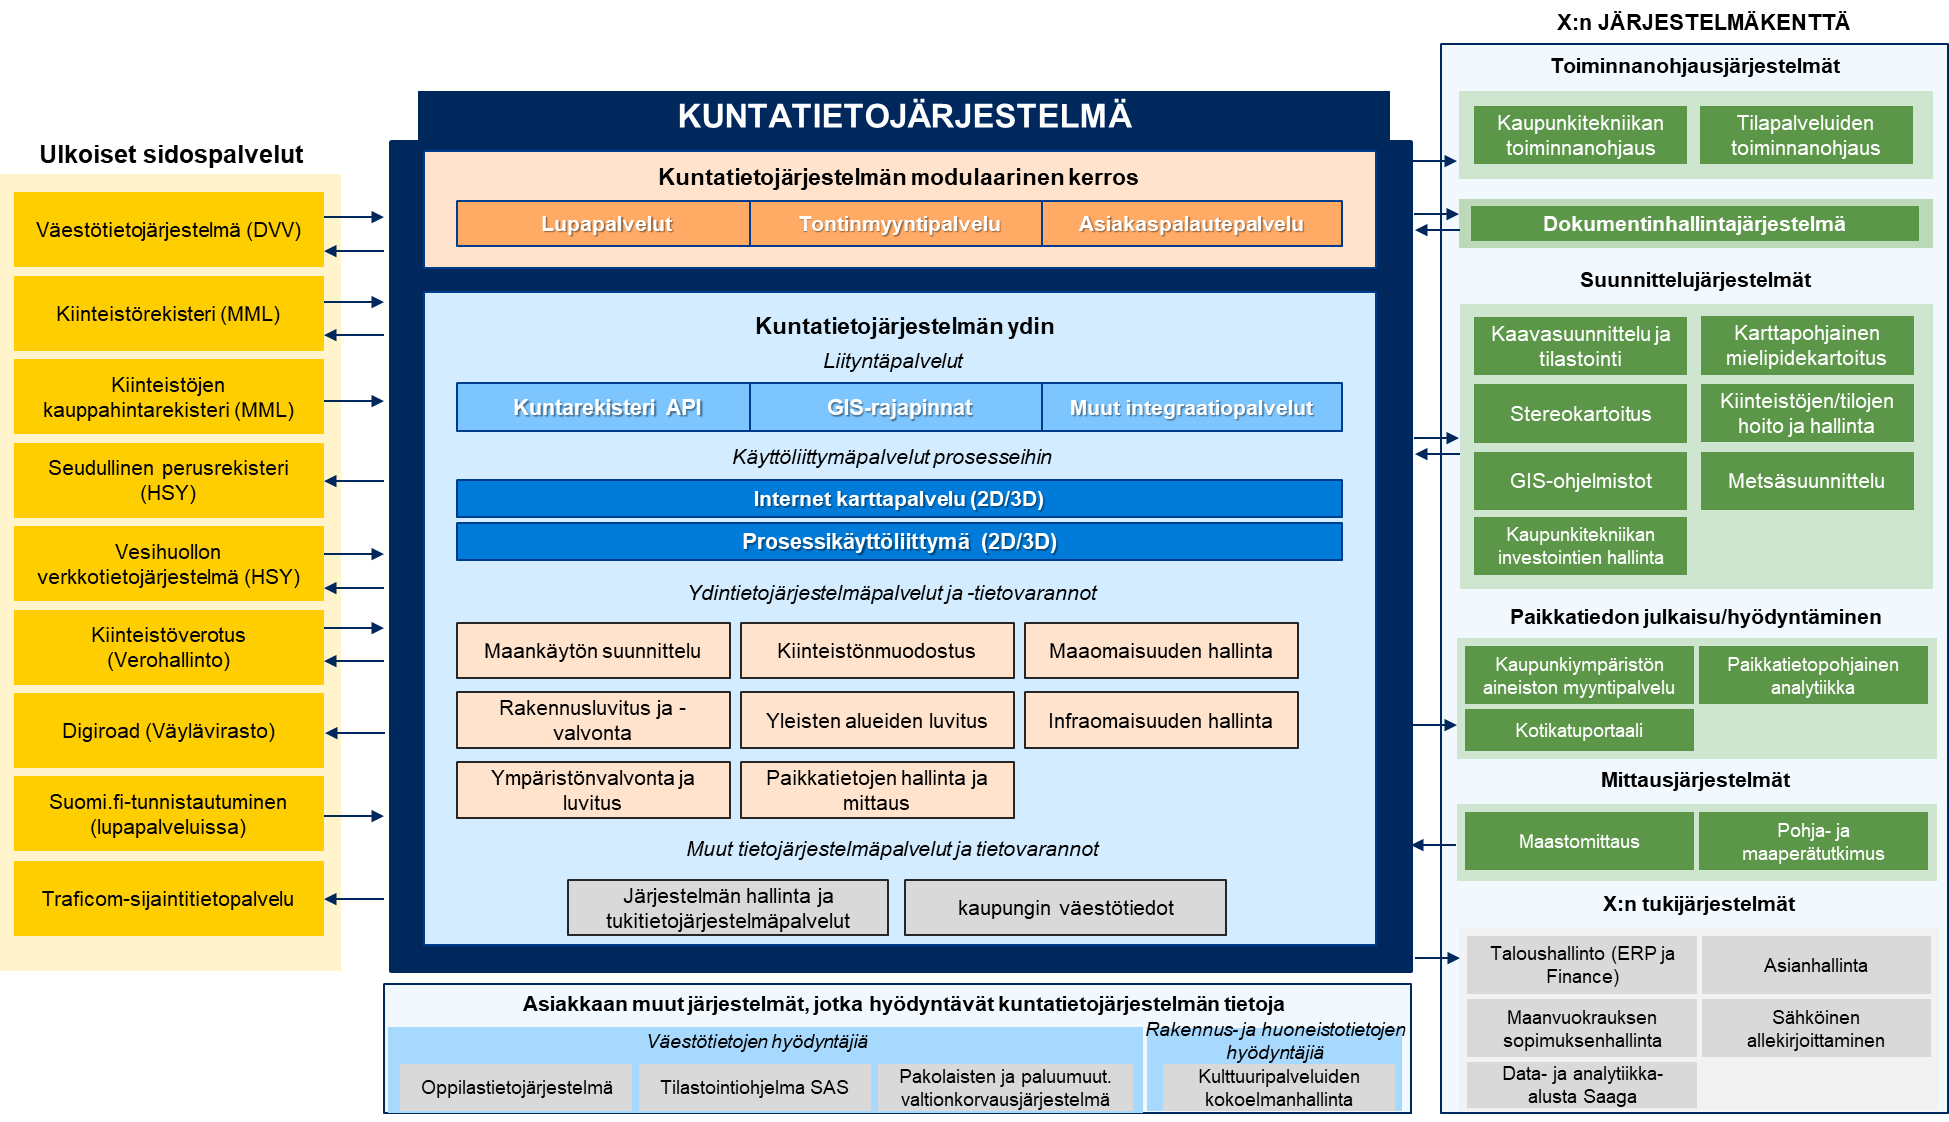 Ulkoiset sidospalvelut
Väestötietojärjestelmä (DVV)
Kiinteistörekisteri (MML)
Kiinteistöjen
kauppahintarekisteri (MML)
Seudullinen perusrekisteri
(HSY)
Vesihuollon
verkkotietojärjestelmä (HSY)
Kiinteistöverotus
(Verohallinto)
Digiroad (Väylävirasto)
Suomi.fi-tunnistautuminen
(lupapalveluissa)
Traficom-sijaintitietopalvelu
KUNTATIETOJÄRJESTELMÄ
Kuntatietojärjestelmän modulaarinen kerros
Lupapalvelut
Tontinmyyntipalvelu
Asiakaspalautepalvelu
Kuntatietojärjestelmän ydin
Liityntäpalvelut
Kuntarekisteri API
GIS-rajapinnat
Muut integraatiopalvelut
Käyttöliittymäpalvelut prosesseihin
Internet karttapalvelu (2D/3D)
Prosessikäyttöliittymä (2D/3D)
Ydintietojärjestelmäpalvelut ja -tietovarannot
Maankäytön suunnittelu
Kiinteistönmuodostus
Maaomaisuuden hallinta
Rakennusluvitus ja -
valvonta
Yleisten alueiden luvitus
Infraomaisuuden hallinta
Ympäristönvalvonta ja
luvitus
Paikkatietojen hallinta ja
mittaus
Muut tietojärjestelmäpalvelut ja tietovarannot
Järjestelmän hallinta ja
tukitietojärjestelmäpalvelut
kaupungin väestötiedot
Asiakkaan muut järjestelmät, jotka hyödyntävät kuntatietojärjestelmän tietoja
Väestötietojen hyödyntäjiä
Oppilastietojärjestelmä
Tilastointiohjelma SAS
Pakolaisten ja paluumuut.
valtionkorvausjärjestelmä
Rakennus- ja huoneistotietojen
hyödyntäjiä
Kulttuuripalveluiden
kokoelmanhallinta
X:n JÄRJESTELMÄKENTTÄ
Toiminnanohjausjärjestelmät
Kaupunkitekniikan
toiminnanohjaus
Tilapalveluiden
toiminnanohjaus
Dokumentinhallintajärjestelmä
Suunnittelujärjestelmät
Kaavasuunnittelu ja
tilastointi
Karttapohjainen
mielipidekartoitus
Stereokartoitus
Kiinteistöjen/tilojen
hoito ja hallinta
GIS-ohjelmistot
Metsäsuunnittelu
Kaupunkitekniikan
investointien hallinta
Paikkatiedon julkaisu/hyödyntäminen
Kaupunkiympäristön
aineiston myyntipalvelu
Paikkatietopohjainen
analytiikka
Kotikatuportaali
Mittausjärjestelmät
Maastomittaus
Pohja- ja
maaperätutkimus
X:n tukijärjestelmät
Taloushallinto (ERP ja
Finance)
Asianhallinta
Maanvuokrauksen
sopimuksenhallinta
Sähköinen
allekirjoittaminen
Data- ja analytiikka-
alusta Saaga